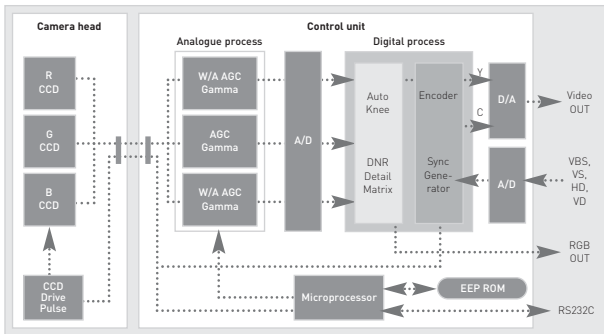 Camera head
Control unit
Analogue process
Digital process
R
CCD
G
CCD
B
CCD
CCD
Drive
Pulse
W/A AGC
Gamma
AGC
Gamma
W/A AGC
Gamma
A/D
Auto
Knee
DNR
Detail
Matrix
Encoder
Sync
Gene-
rator
Y
C
D/A
A/D
Video
OUT
VBS,
VS,
HD,
VD
RGB
OUT
Microprocessor
EEP ROM
RS232C